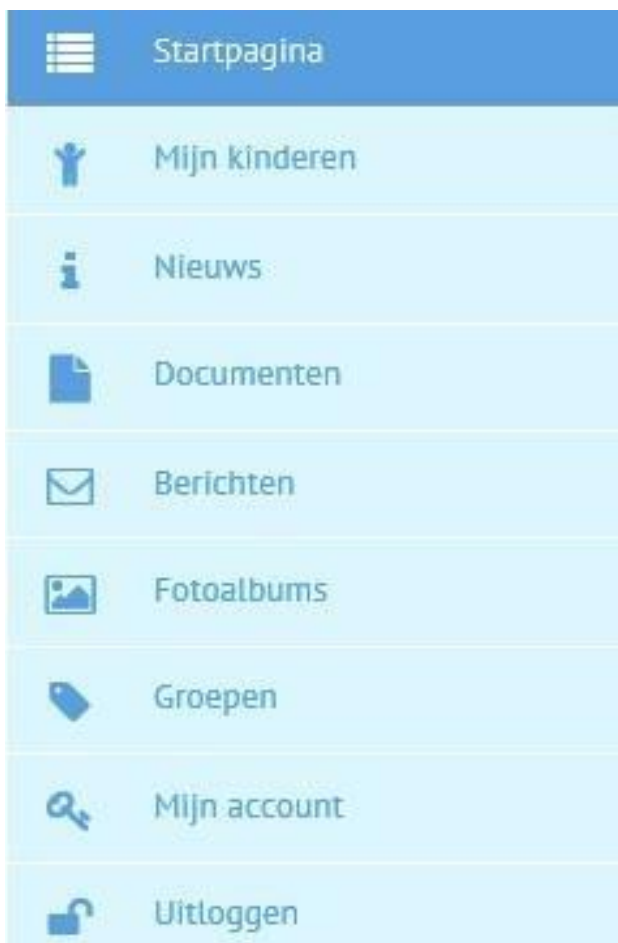 Startpagina
Mijn kinderen
Nieuws
Documenten
Berichten
Fotoalbums
Groepen
Mijn account
Uitloggen